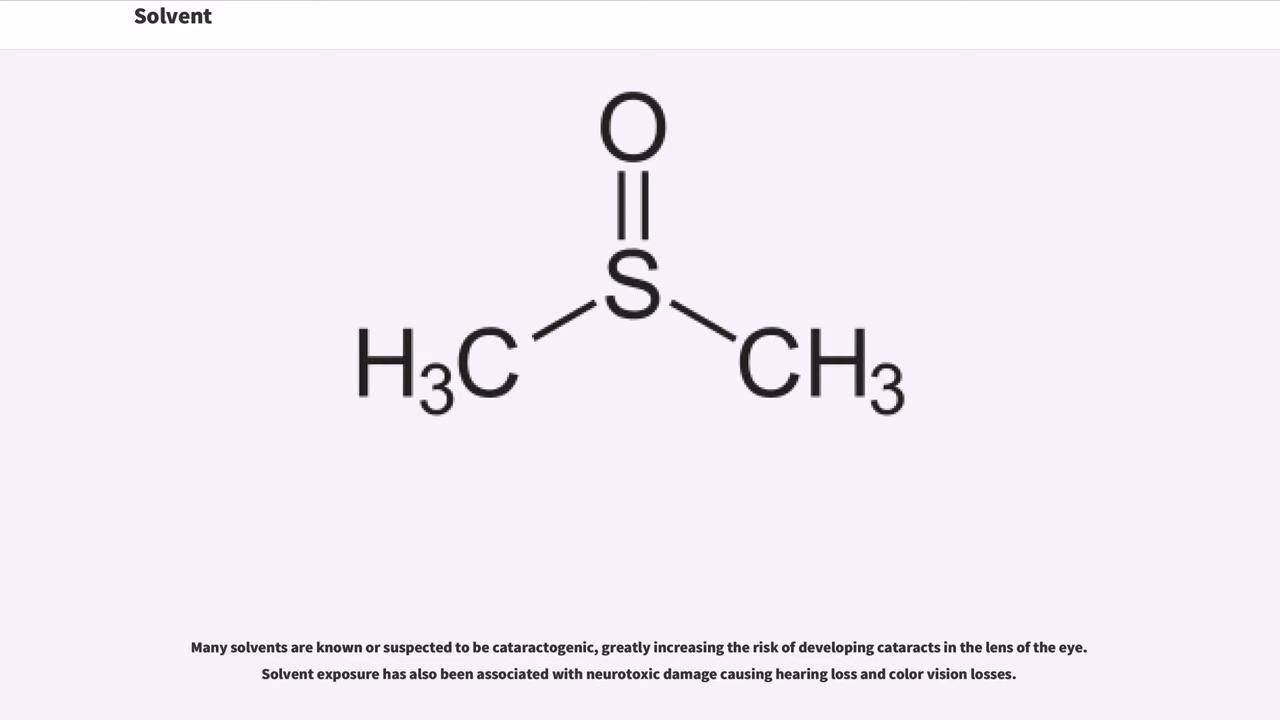 Solvent
O
S
H₃C CH₃
Many solvents are known or suspected to be cataractogenic, greatly increasing the risk of developing cataracts in the lens of the eye.
Solvent exposure has also been associated with neurotoxic damage causing hearing loss and color vision losses.